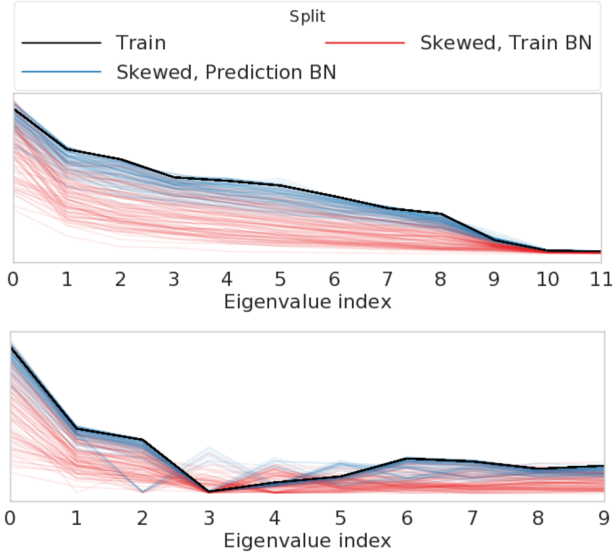 Split
Train
Skewed, Train BN
Skewed, Prediction BN
0 1 2 3 4 5 6 7 8 9 10 11
Eigenvalue index
0 1 2 3 4 5 6 7 8 9
Eigenvalue index